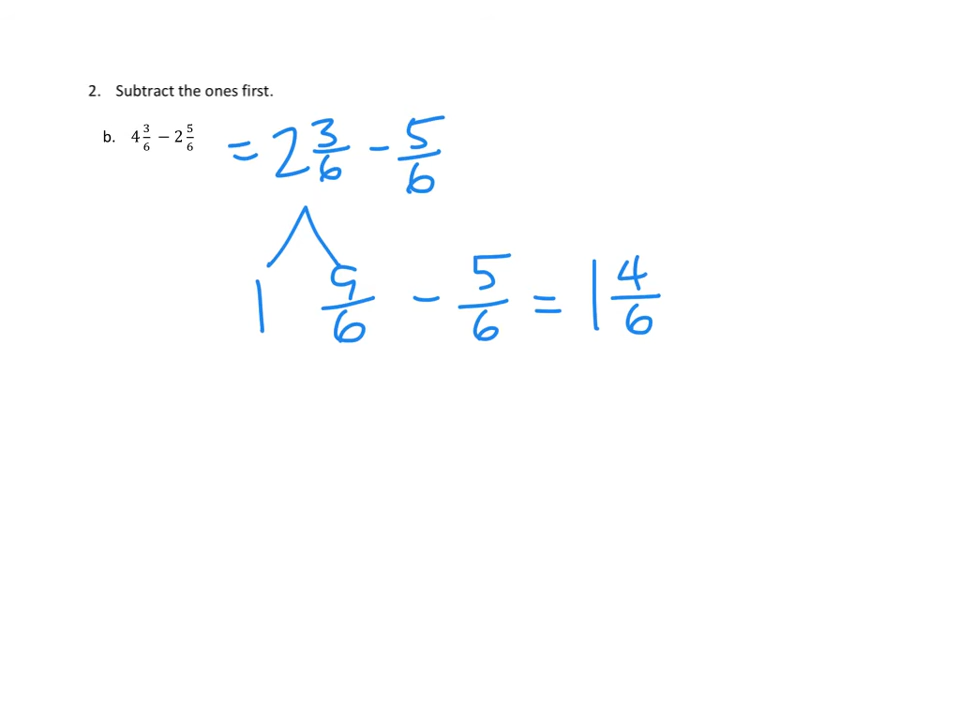 2. Subtract the ones first.
b. 4 3/6 − 2 5/6 = 2 3/6 − 5/6
1 9/6 − 5/6 = 1 4/6